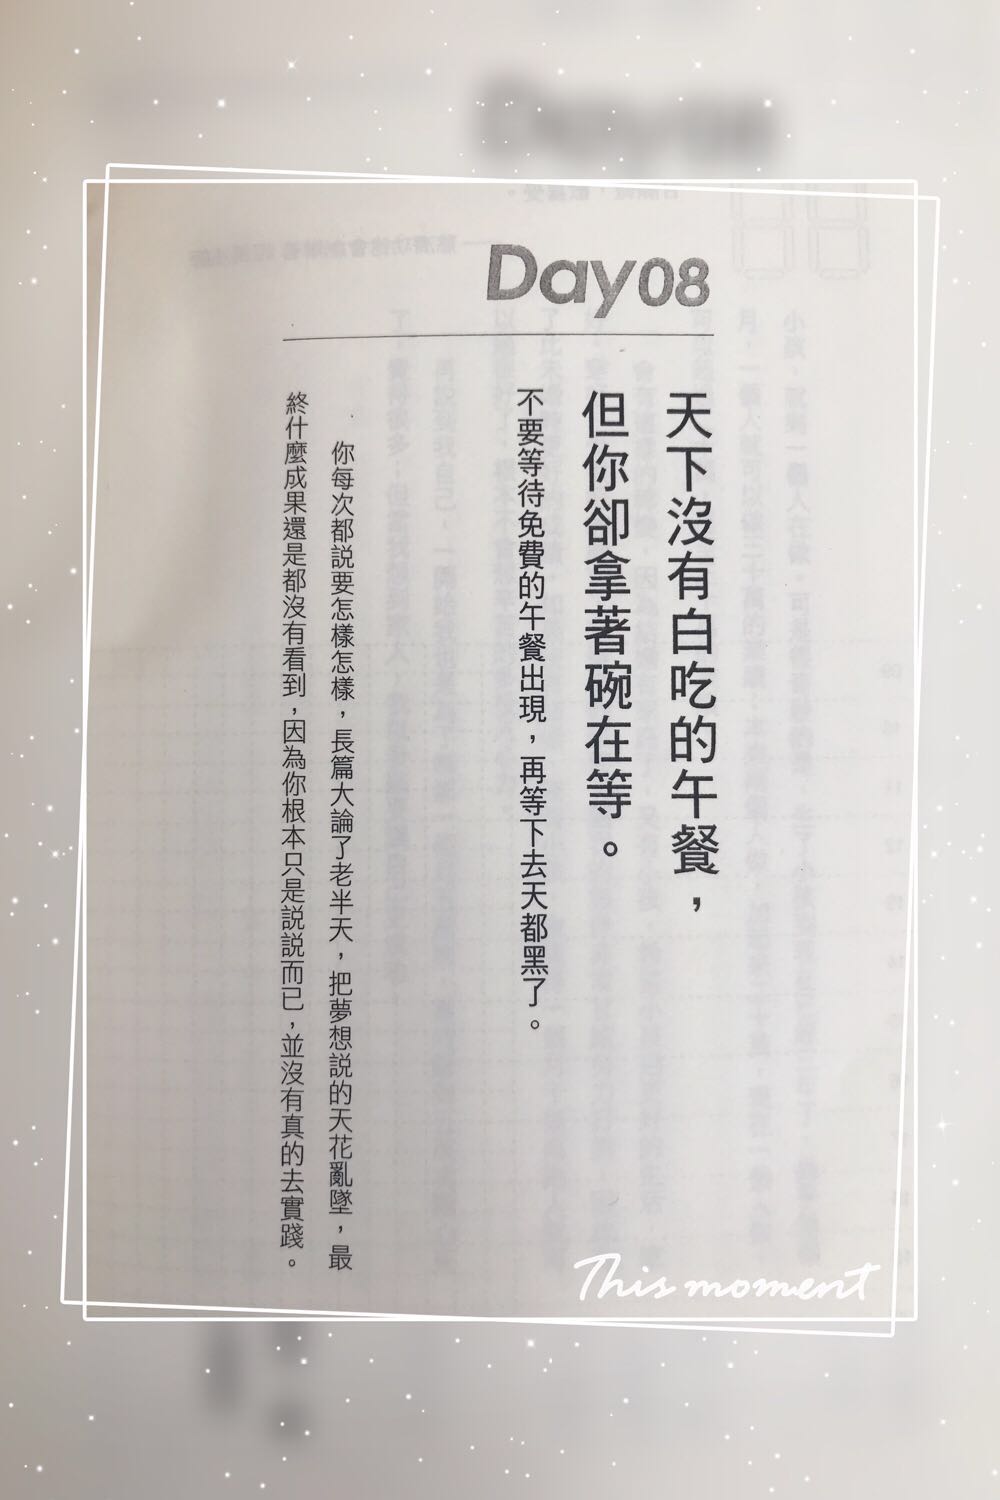 Day08
天下沒有白吃的午餐，
但你卻拿著碗在等。
不要等待免費的午餐出現，再等下去天都黑了。
你每次都說要怎樣怎樣，長篇大論了老半天，把夢想說的天花亂墜，最
終什麼成果還是都沒有看到，因為你根本只是說說而已，並沒有真的去實踐。
This moment